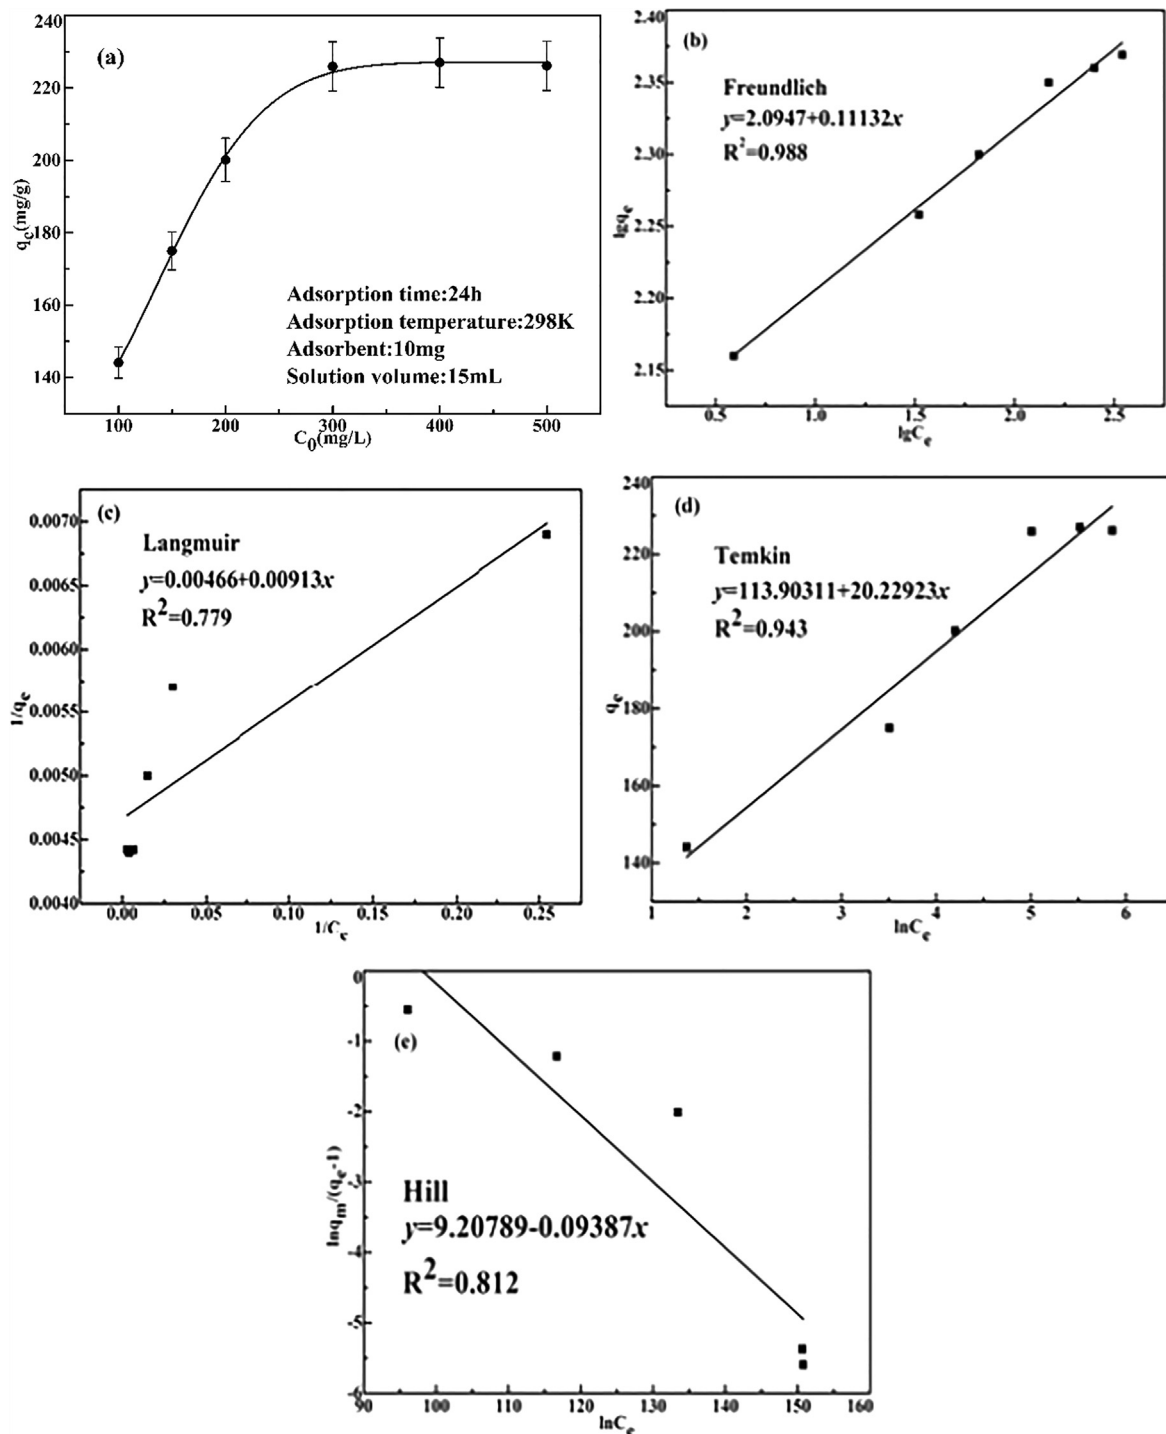 (a)
240
220
200
180
160
140
q_e(mg/g)
Adsorption time:24h
Adsorption temperature:298K
Adsorbent:10mg
Solution volume:15mL
100 200 300 400 500
C_0(mg/L)
(b)
2.40
2.35
2.30
2.25
2.20
2.15
lgq_e
Freundlich
y=2.0947+0.11132x
R^2=0.988
0.5 1.0 1.5 2.0 2.5
lgC_e
(c)
0.0070
0.0065
0.0060
0.0055
0.0050
0.0045
0.0040
1/q_e
Langmuir
y=0.00466+0.00913x
R^2=0.779
0.00 0.05 0.10 0.15 0.20 0.25
1/C_e
(d)
240
220
200
180
160
140
q_e
Temkin
y=113.90311+20.22923x
R^2=0.943
1 2 3 4 5 6
lnC_e
(e)
0
-1
-2
-3
-4
-5
-6
lnq_m/(q_e-1)
Hill
y=9.20789-0.09387x
R^2=0.812
90 100 110 120 130 140 150 160
lnC_e